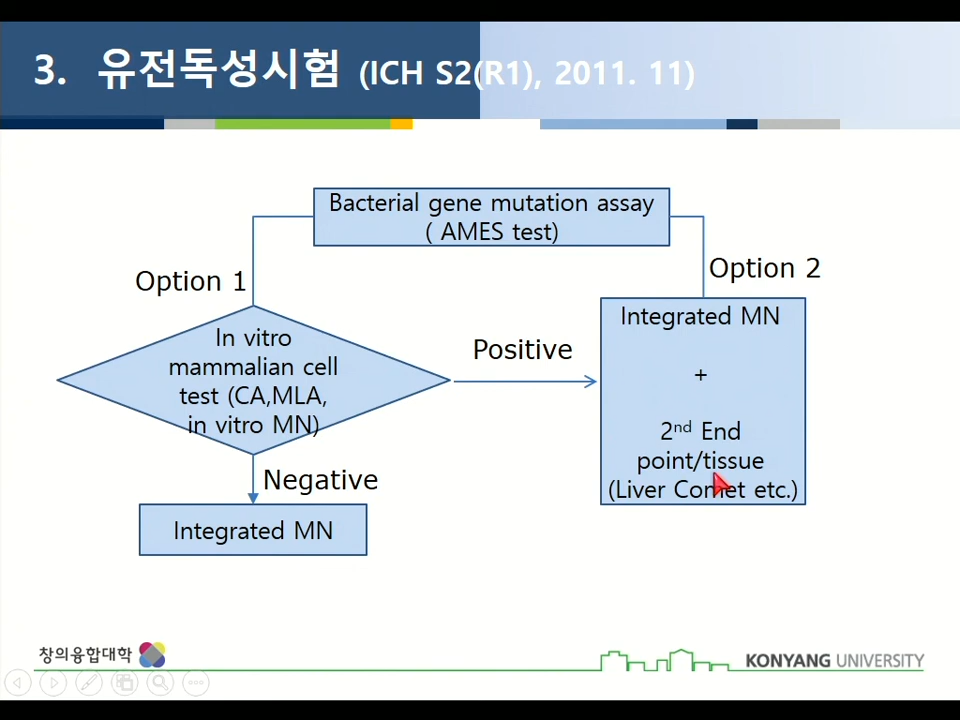 3. 유전독성시험 (ICH S2(R1), 2011. 11)
Bacterial gene mutation assay
( AMES test)
Option 1
Option 2
In vitro
mammalian cell
test (CA,MLA,
in vitro MN)
Positive
Integrated MN
+
2nd End
point/tissue
(Liver Comet etc.)
Negative
Integrated MN
창의융합대학
KONYANG UNIVERSITY